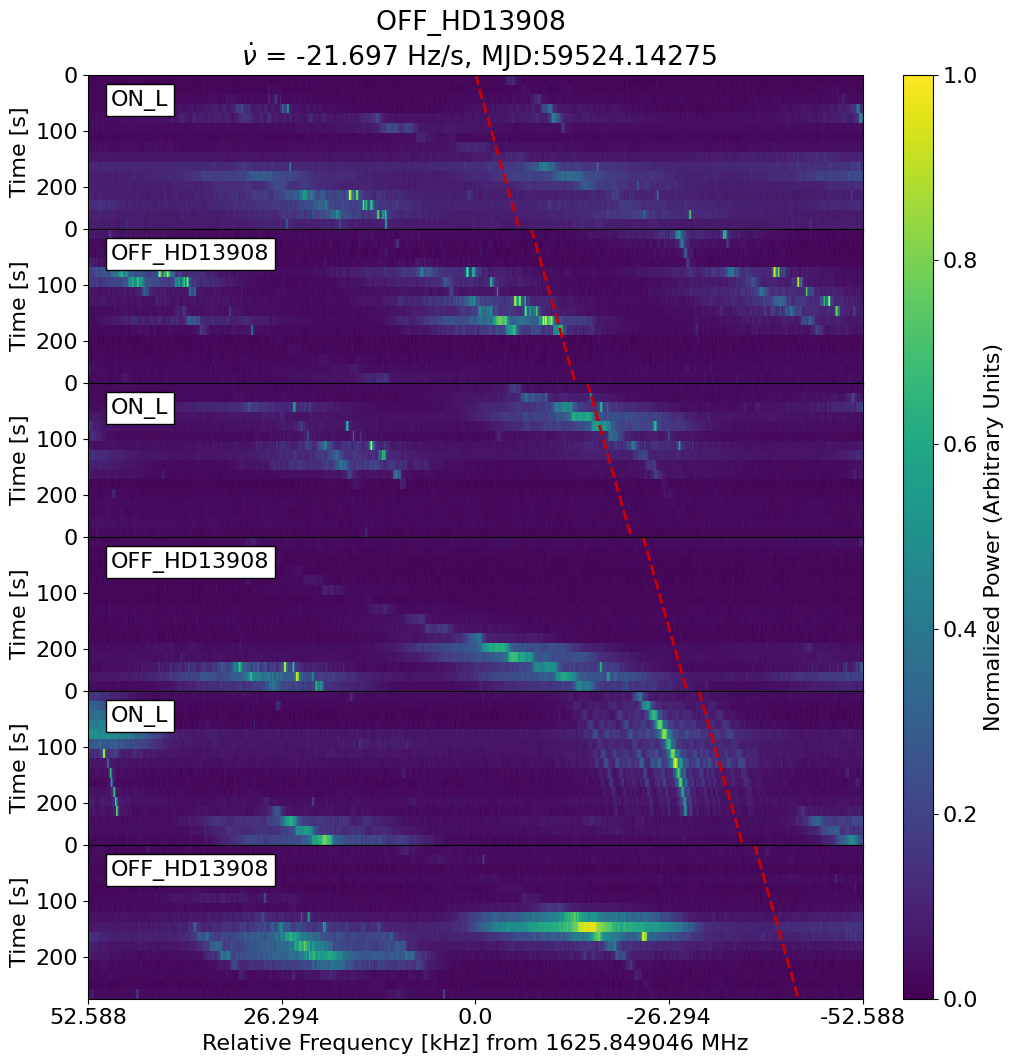 OFF_HD13908
ν̇ = -21.697 Hz/s, MJD:59524.14275
ON_L
OFF_HD13908
ON_L
OFF_HD13908
ON_L
OFF_HD13908
Time [s]
0
100
200
Time [s]
0
100
200
Time [s]
0
100
200
Time [s]
0
100
200
Time [s]
0
100
200
Time [s]
0
100
200
52.588 26.294 0.0 -26.294 -52.588
Relative Frequency [kHz] from 1625.849046 MHz
1.0
0.8
0.6
0.4
0.2
0.0
Normalized Power (Arbitrary Units)